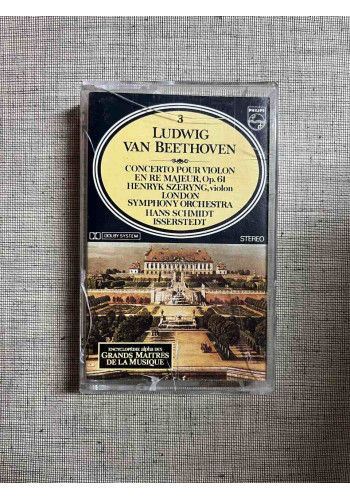 3
PHILIPS
LUDWIG
VAN BEETHOVEN
CONCERTO POUR VIOLON
EN RE MAJEUR, Op. 61
HENRYK SZERYNG, violon
LONDON
SYMPHONY ORCHESTRA
HANS SCHMIDT
ISSERSTEDT
DOLBY SYSTEM
STEREO
ENCYCLOPÉDIE alpha DES
GRANDS MAITRES
DE LA MUSIQUE